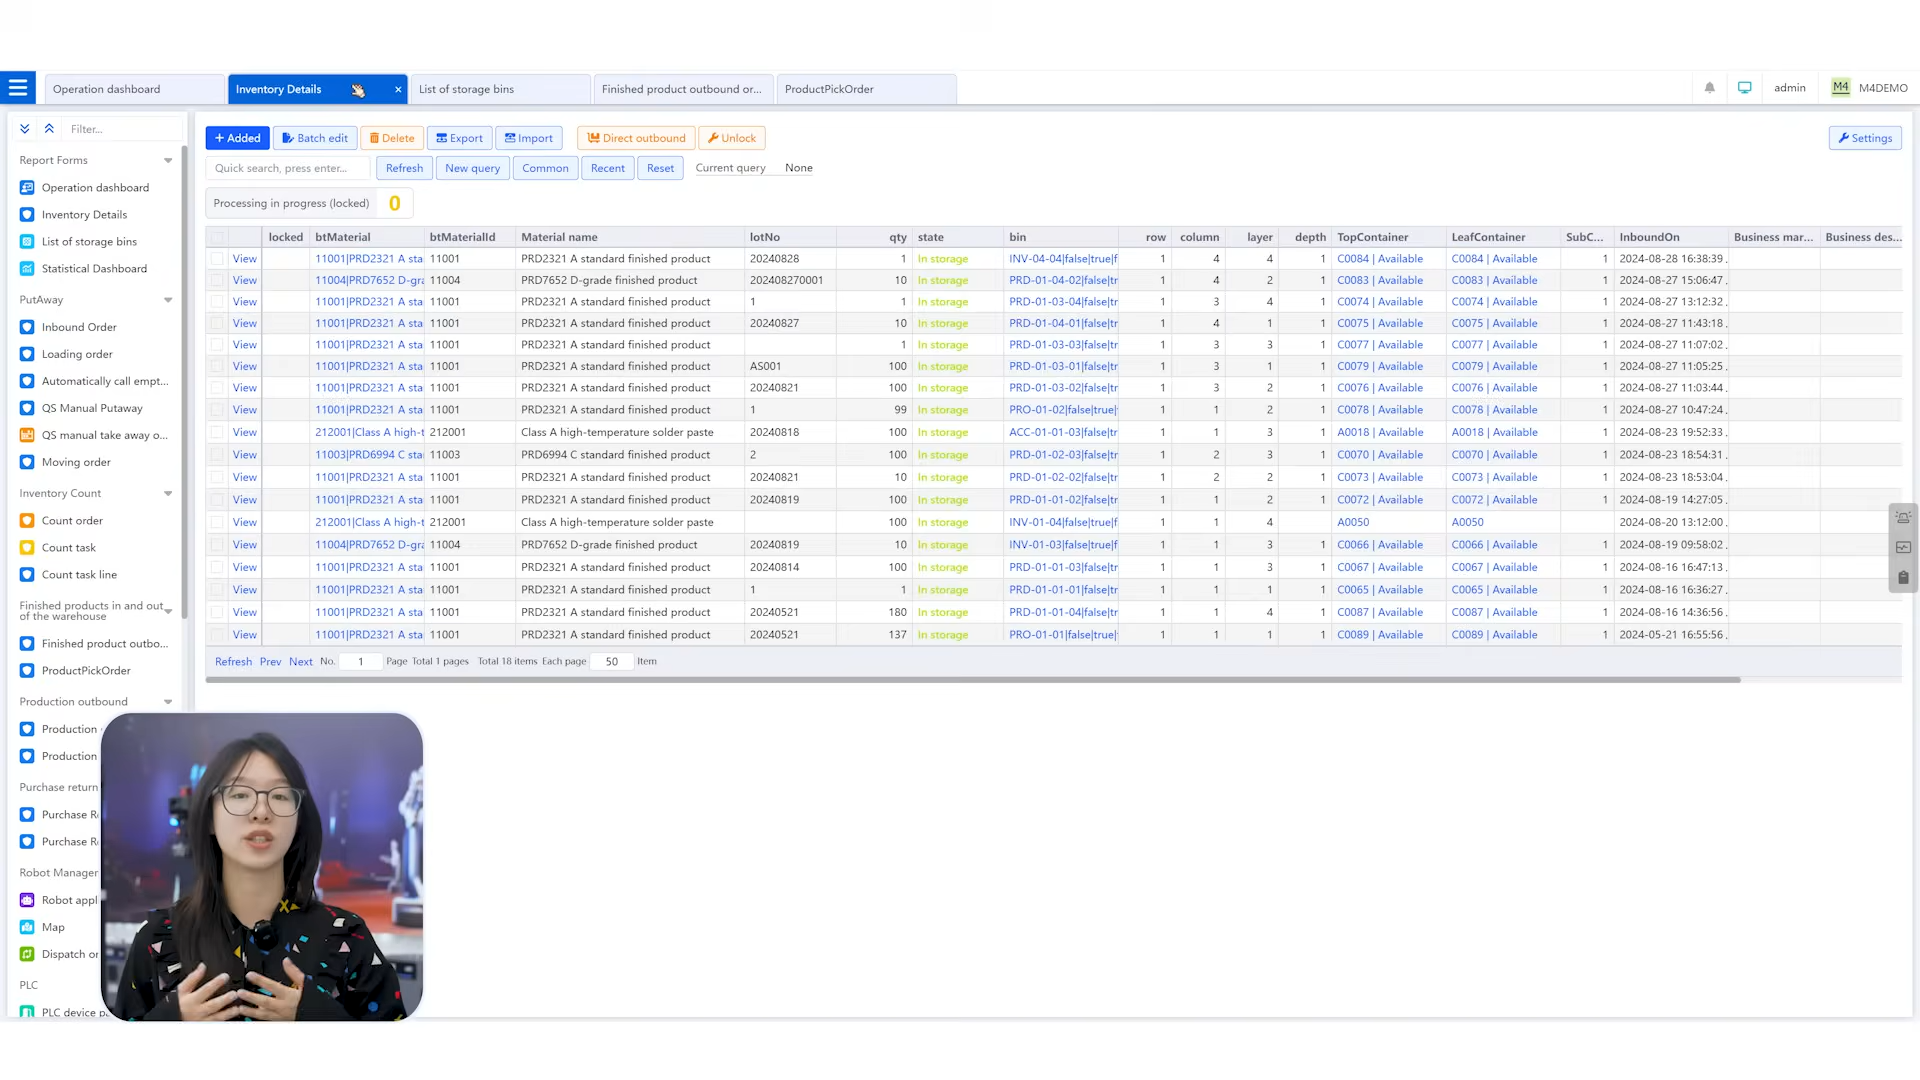 Operation dashboard
Inventory Details
×
List of storage bins
Finished product outbound or...
ProductPickOrder
admin
M4
M4DEMO
Filter...
Report Forms
Operation dashboard
Inventory Details
List of storage bins
Statistical Dashboard
PutAway
Inbound Order
Loading order
Automatically call empt...
QS Manual Putaway
QS manual take away o...
Moving order
Inventory Count
Count order
Count task
Count task line
Finished products in and out
of the warehouse
Finished product outbo...
ProductPickOrder
Production outbound
Production
Production
Purchase return
Purchase R
Purchase R
Robot Manager
Robot appl
Map
Dispatch or
PLC
PLC device pa
+ Added
Batch edit
Delete
Export
Import
Direct outbound
Unlock
Settings
Quick search, press enter...
Refresh
New query
Common
Recent
Reset
Current query
None
Processing in progress (locked) 0
locked btMaterial btMaterialId Material name lotNo qty state bin row column layer depth TopContainer LeafContainer SubC... InboundOn Business mar... Business des...
View 11001|PRD2321 A sta 11001 PRD2321 A standard finished product 20240828 1 In storage INV-04-04|false|true|f 1 4 4 1 C0084 | Available C0084 | Available 1 2024-08-28 16:38:39 .
View 11004|PRD7652 D-gra 11004 PRD7652 D-grade finished product 202408270001 10 In storage PRD-01-04-02|false|tr 1 4 2 1 C0083 | Available C0083 | Available 1 2024-08-27 15:06:47 .
View 11001|PRD2321 A sta 11001 PRD2321 A standard finished product 1 1 In storage PRD-01-03-04|false|tr 1 3 4 1 C0074 | Available C0074 | Available 1 2024-08-27 13:12:32 .
View 11001|PRD2321 A sta 11001 PRD2321 A standard finished product 20240827 10 In storage PRD-01-04-01|false|tr 1 4 1 1 C0075 | Available C0075 | Available 1 2024-08-27 11:43:18 .
View 11001|PRD2321 A sta 11001 PRD2321 A standard finished product 1 In storage PRD-01-03-03|false|tr 1 3 3 1 C0077 | Available C0077 | Available 1 2024-08-27 11:07:02 .
View 11001|PRD2321 A sta 11001 PRD2321 A standard finished product AS001 100 In storage PRD-01-03-01|false|tr 1 3 1 1 C0079 | Available C0079 | Available 1 2024-08-27 11:05:25 .
View 11001|PRD2321 A sta 11001 PRD2321 A standard finished product 20240821 100 In storage PRD-01-03-02|false|tr 1 3 2 1 C0076 | Available C0076 | Available 1 2024-08-27 11:03:44 .
View 11001|PRD2321 A sta 11001 PRD2321 A standard finished product 1 99 In storage PRO-01-02|false|true|f 1 1 2 1 C0078 | Available C0078 | Available 1 2024-08-27 10:47:24 .
View 212001|Class A high-t 212001 Class A high-temperature solder paste 20240818 100 In storage ACC-01-01-03|false|tr 1 1 3 1 A0018 | Available A0018 | Available 1 2024-08-23 19:52:33 .
View 11003|PRD6994 C sta 11003 PRD6994 C standard finished product 2 100 In storage PRD-01-02-03|false|tr 1 2 3 1 C0070 | Available C0070 | Available 1 2024-08-23 18:54:31 .
View 11001|PRD2321 A sta 11001 PRD2321 A standard finished product 20240821 10 In storage PRD-01-02-02|false|tr 1 2 2 1 C0073 | Available C0073 | Available 1 2024-08-23 18:53:04 .
View 11001|PRD2321 A sta 11001 PRD2321 A standard finished product 20240819 100 In storage PRD-01-01-02|false|tr 1 1 2 1 C0072 | Available C0072 | Available 1 2024-08-19 14:27:05 .
View 212001|Class A high-t 212001 Class A high-temperature solder paste 100 In storage INV-01-04|false|true|f 1 1 4 A0050 A0050 2024-08-20 13:12:00 .
View 11004|PRD7652 D-gra 11004 PRD7652 D-grade finished product 20240819 10 In storage INV-01-03|false|true|f 1 1 3 1 C0066 | Available C0066 | Available 1 2024-08-19 09:58:02 .
View 11001|PRD2321 A sta 11001 PRD2321 A standard finished product 20240814 100 In storage PRD-01-01-03|false|tr 1 1 3 1 C0067 | Available C0067 | Available 1 2024-08-16 16:47:13 .
View 11001|PRD2321 A sta 11001 PRD2321 A standard finished product 1 1 In storage PRD-01-01-01|false|tr 1 1 1 1 C0065 | Available C0065 | Available 1 2024-08-16 16:36:27 .
View 11001|PRD2321 A sta 11001 PRD2321 A standard finished product 20240521 180 In storage PRD-01-01-04|false|tr 1 1 4 1 C0087 | Available C0087 | Available 1 2024-08-16 14:36:56 .
View 11001|PRD2321 A sta 11001 PRD2321 A standard finished product 20240521 137 In storage PRO-01-01|false|true|f 1 1 1 1 C0089 | Available C0089 | Available 1 2024-05-21 16:55:56 .
Refresh Prev Next No. 1 Page Total 1 pages Total 18 items Each page 50 Item